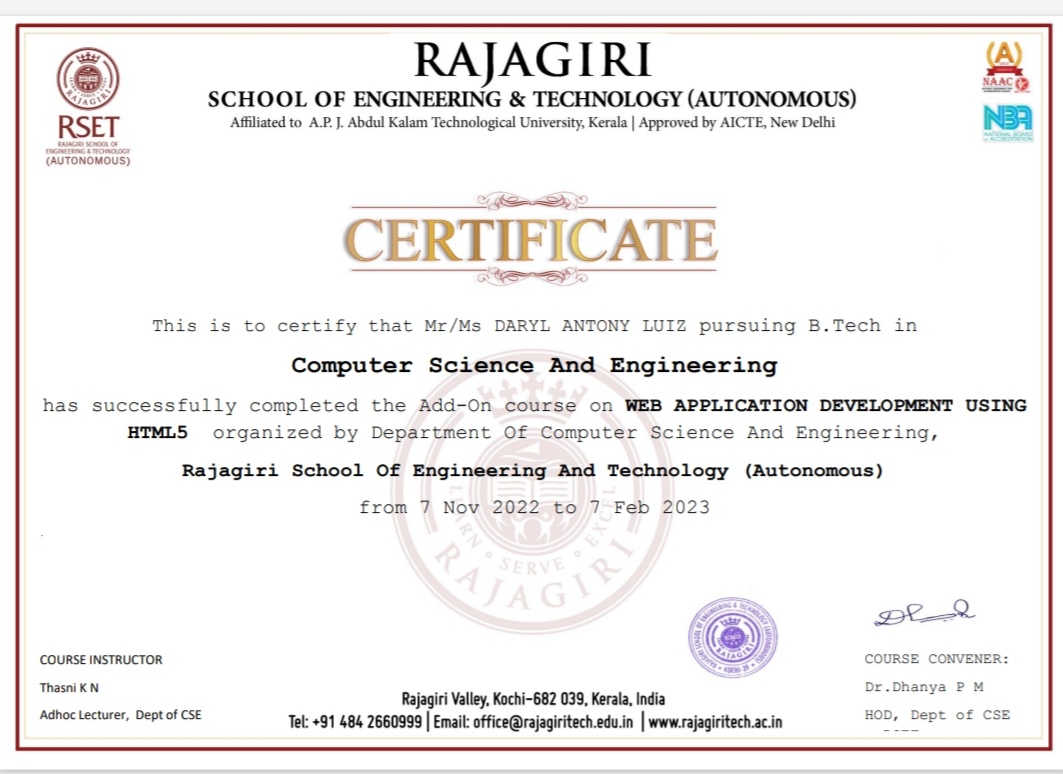 RAJAGIRI
SCHOOL OF ENGINEERING & TECHNOLOGY (AUTONOMOUS)
Affiliated to A.P. J. Abdul Kalam Technological University, Kerala | Approved by AICTE, New Delhi
RAJAGIRI
RSET
RAJAGIRI SCHOOL OF
ENGINEERING & TECHNOLOGY
(AUTONOMOUS)
A
NAAC
NBA
NATIONAL BOARD
of ACCREDITATION
CERTIFICATE
This is to certify that Mr/Ms DARYL ANTONY LUIZ pursuing B.Tech in
Computer Science And Engineering
has successfully completed the Add-On course on WEB APPLICATION DEVELOPMENT USING
HTML5 organized by Department Of Computer Science And Engineering,
Rajagiri School Of Engineering And Technology (Autonomous)
from 7 Nov 2022 to 7 Feb 2023
LEARN • SERVE • EXCEL
RAJAGIRI
RAJAGIRI
COURSE INSTRUCTOR
Thasni K N
Adhoc Lecturer, Dept of CSE
Rajagiri Valley, Kochi-682 039, Kerala, India
Tel: +91 484 2660999 | Email: office@rajagiritech.edu.in | www.rajagiritech.ac.in
COURSE CONVENER:
Dr.Dhanya P M
HOD, Dept of CSE